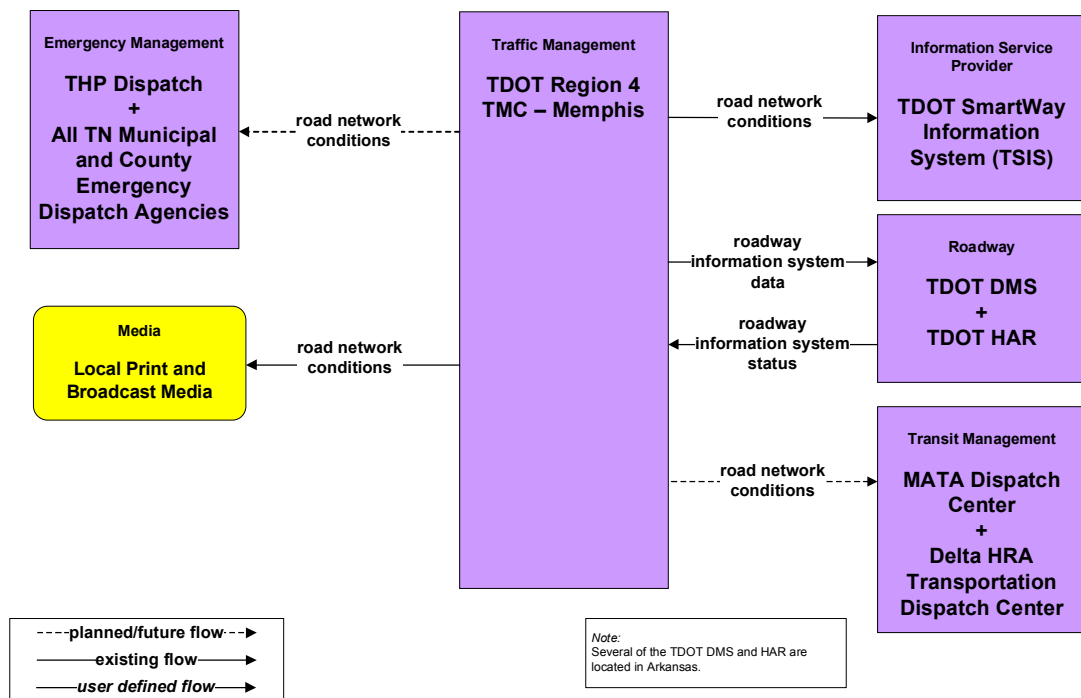 Emergency Management
THP Dispatch
+
All TN Municipal
and County
Emergency
Dispatch Agencies
road network
conditions
Media
Local Print and
Broadcast Media
road network
conditions
Traffic Management
TDOT Region 4
TMC – Memphis
road network
conditions
Information Service
Provider
TDOT SmartWay
Information
System (TSIS)
roadway
information system
data
roadway
information system
status
Roadway
TDOT DMS
+
TDOT HAR
road network
conditions
Transit Management
MATA Dispatch
Center
+
Delta HRA
Transportation
Dispatch Center
planned/future flow
existing flow
user defined flow
Note:
Several of the TDOT DMS and HAR are
located in Arkansas.